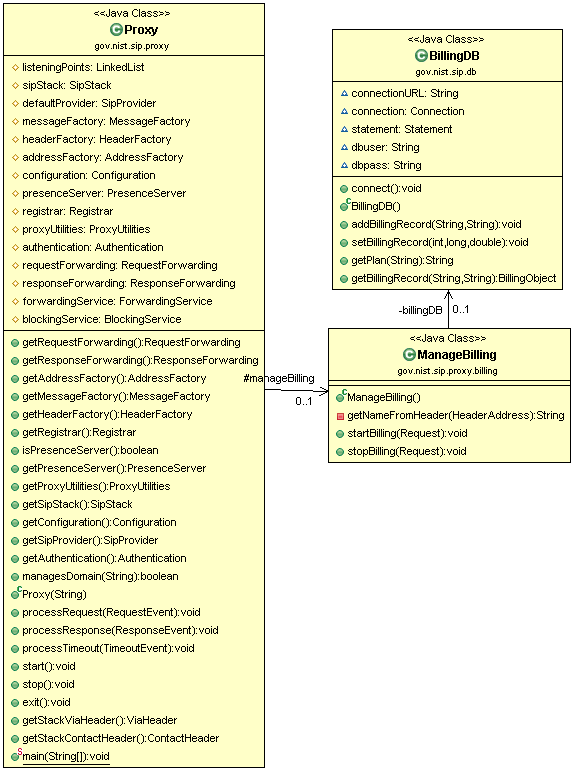 <<Java Class>>
Proxy
gov.nist.sip.proxy
listeningPoints: LinkedList
sipStack: SipStack
defaultProvider: SipProvider
messageFactory: MessageFactory
headerFactory: HeaderFactory
addressFactory: AddressFactory
configuration: Configuration
presenceServer: PresenceServer
registrar: Registrar
proxyUtilities: ProxyUtilities
authentication: Authentication
requestForwarding: RequestForwarding
responseForwarding: ResponseForwarding
forwardingService: ForwardingService
blockingService: BlockingService
getRequestForwarding():RequestForwarding
getResponseForwarding():ResponseForwarding
getAddressFactory():AddressFactory
getMessageFactory():MessageFactory
getHeaderFactory():HeaderFactory
getRegistrar():Registrar
isPresenceServer():boolean
getPresenceServer():PresenceServer
getProxyUtilities():ProxyUtilities
getSipStack():SipStack
getConfiguration():Configuration
getSipProvider():SipProvider
getAuthentication():Authentication
managesDomain(String):boolean
Proxy(String)
processRequest(RequestEvent):void
processResponse(ResponseEvent):void
processTimeout(TimeoutEvent):void
start():void
stop():void
exit():void
getStackViaHeader():ViaHeader
getStackContactHeader():ContactHeader
main(String[]):void
#manageBilling
0..1
<<Java Class>>
BillingDB
gov.nist.sip.db
connectionURL: String
connection: Connection
statement: Statement
dbuser: String
dbpass: String
connect():void
BillingDB()
addBillingRecord(String,String):void
setBillingRecord(int,long,double):void
getPlan(String):String
getBillingRecord(String,String):BillingObject
-billingDB
0..1
<<Java Class>>
ManageBilling
gov.nist.sip.proxy.billing
ManageBilling()
getNameFromHeader(HeaderAddress):String
startBilling(Request):void
stopBilling(Request):void